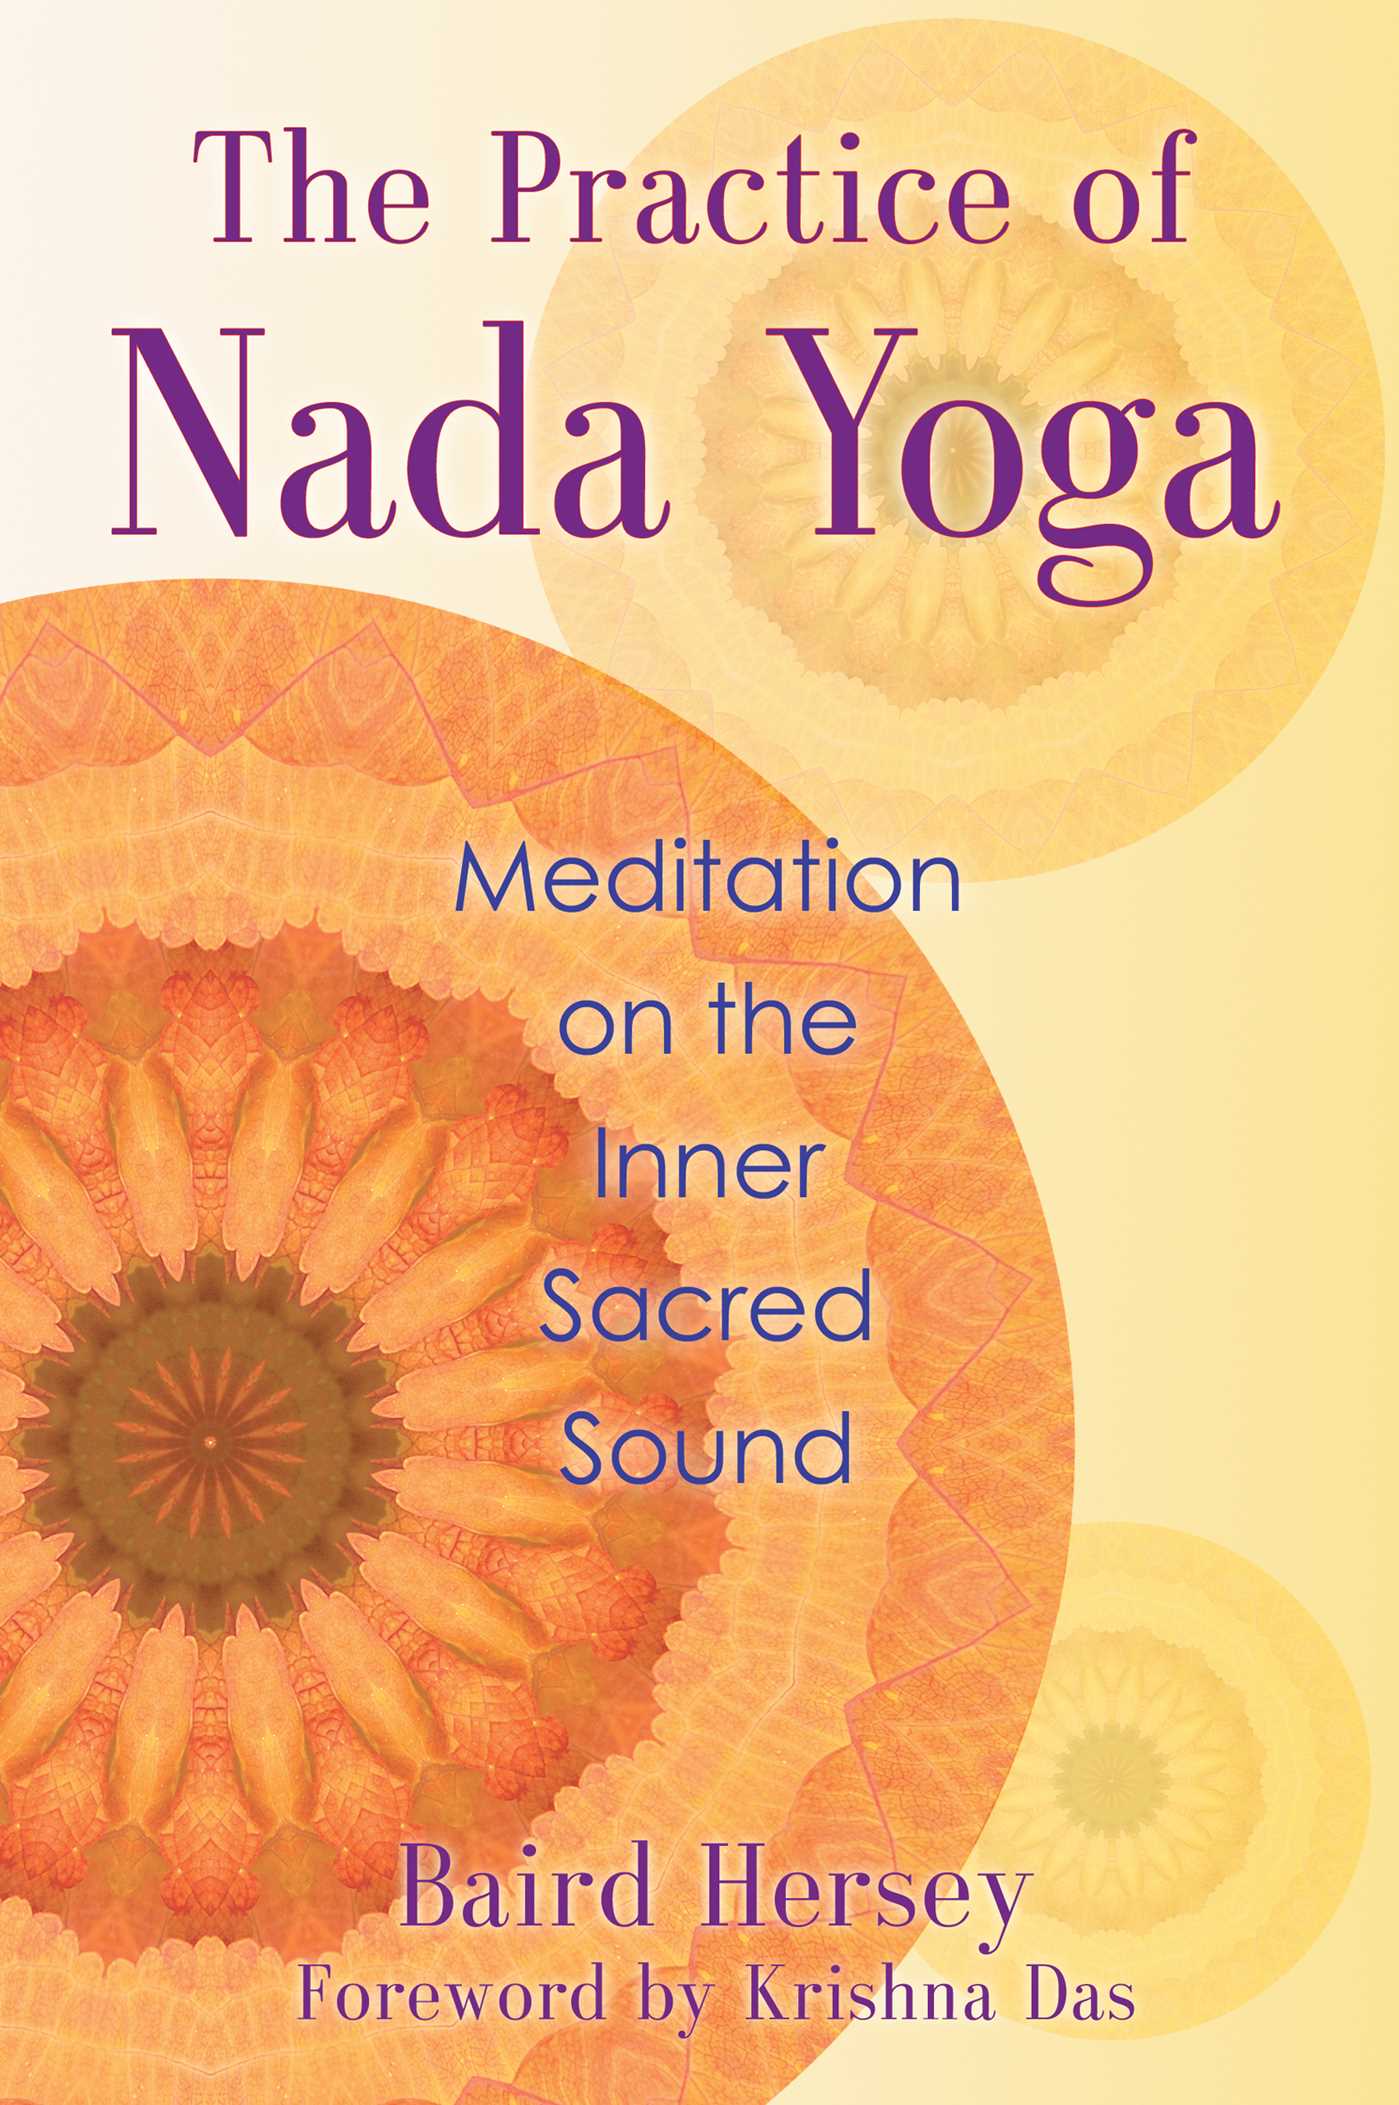 The Practice of
Nada Yoga
Meditation
on the
Inner
Sacred
Sound
Baird Hersey
Foreword by Krishna Das